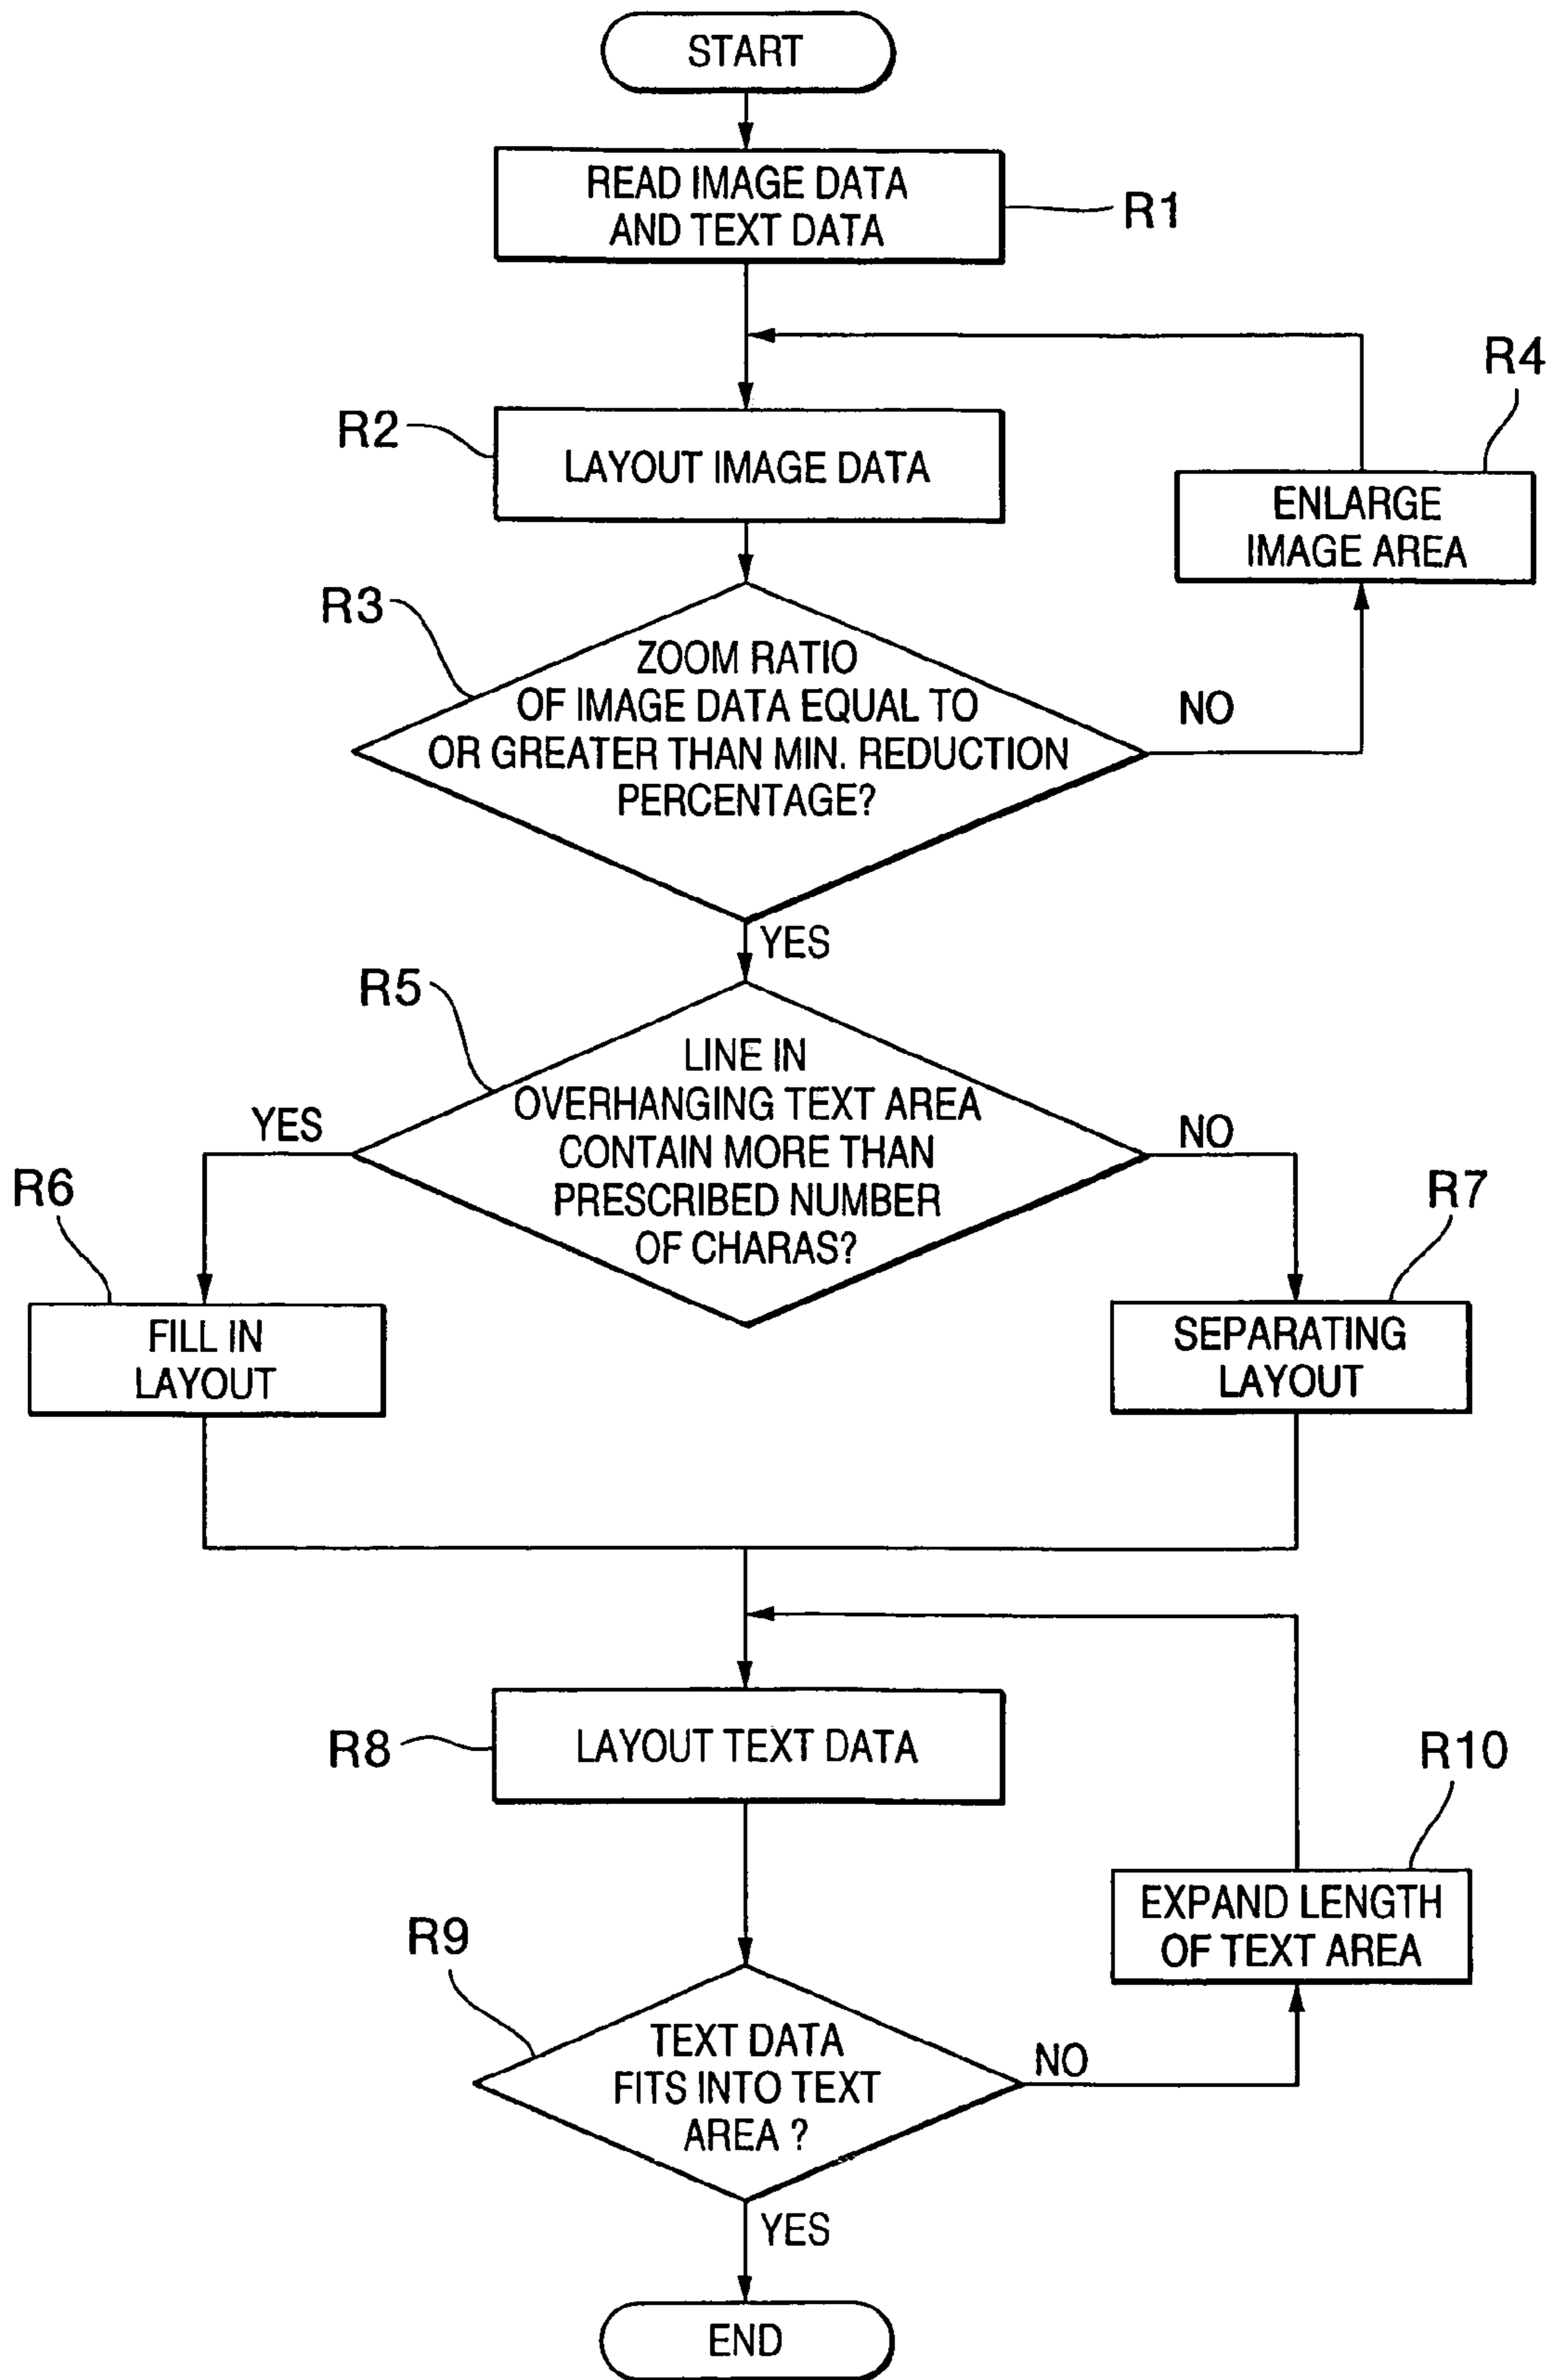 START
READ IMAGE DATA
AND TEXT DATA
R1
R4
R2
LAYOUT IMAGE DATA
ENLARGE
IMAGE AREA
R3
ZOOM RATIO
OF IMAGE DATA EQUAL TO
OR GREATER THAN MIN. REDUCTION
PERCENTAGE?
NO
YES
R5
LINE IN
OVERHANGING TEXT AREA
CONTAIN MORE THAN
PRESCRIBED NUMBER
OF CHARAS?
YES
NO
R6
R7
FILL IN
LAYOUT
SEPARATING
LAYOUT
R8
LAYOUT TEXT DATA
R10
EXPAND LENGTH
OF TEXT AREA
R9
TEXT DATA
FITS INTO TEXT
AREA ?
NO
YES
END